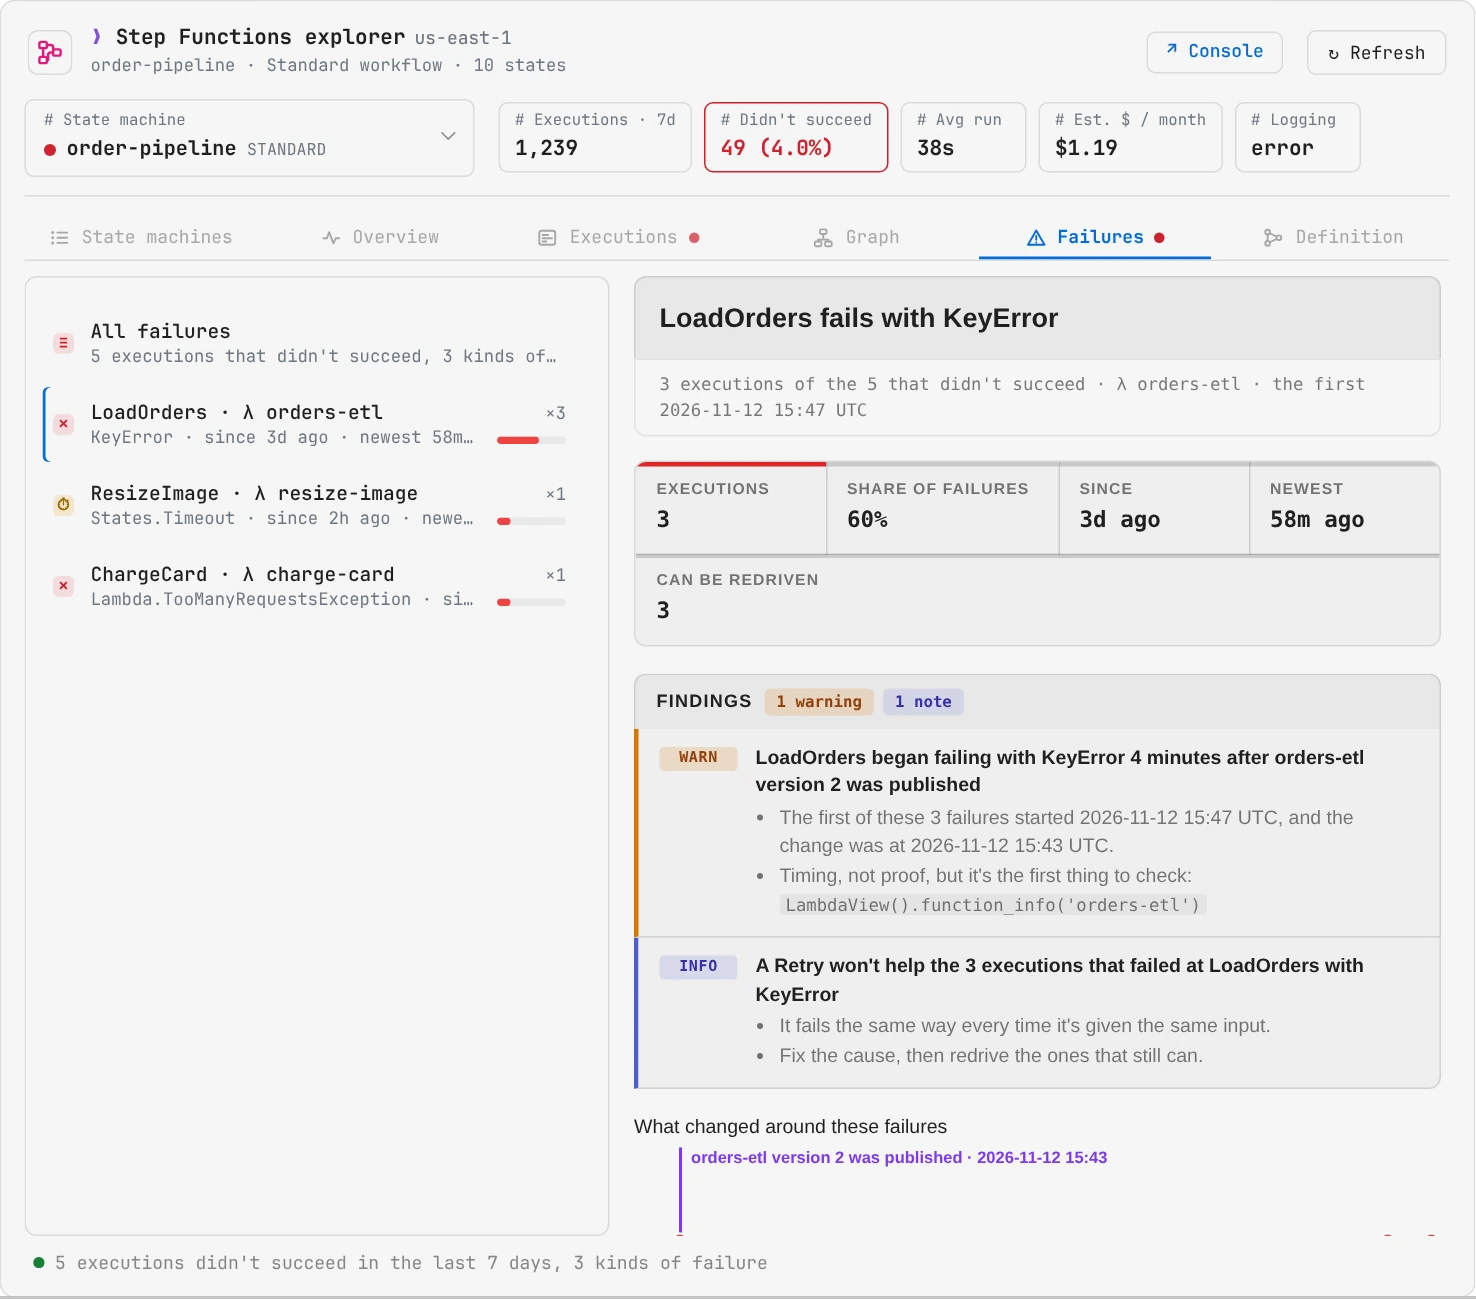 ❱ Step Functions explorer us-east-1
order-pipeline · Standard workflow · 10 states
↗ Console
↻ Refresh
# State machine
order-pipeline STANDARD
# Executions · 7d
1,239
# Didn't succeed
49 (4.0%)
# Avg run
38s
# Est. $ / month
$1.19
# Logging
error
State machines
Overview
Executions
Graph
Failures
Definition
All failures
5 executions that didn't succeed, 3 kinds of…
LoadOrders · λ orders-etl
×3
KeyError · since 3d ago · newest 58m…
ResizeImage · λ resize-image
×1
States.Timeout · since 2h ago · newe…
ChargeCard · λ charge-card
×1
Lambda.TooManyRequestsException · si…
LoadOrders fails with KeyError
3 executions of the 5 that didn't succeed · λ orders-etl · the first
2026-11-12 15:47 UTC
EXECUTIONS
3
SHARE OF FAILURES
60%
SINCE
3d ago
NEWEST
58m ago
CAN BE REDRIVEN
3
FINDINGS 1 warning 1 note
WARN
LoadOrders began failing with KeyError 4 minutes after orders-etl
version 2 was published
• The first of these 3 failures started 2026-11-12 15:47 UTC, and the
change was at 2026-11-12 15:43 UTC.
• Timing, not proof, but it's the first thing to check:
LambdaView().function_info('orders-etl')
INFO
A Retry won't help the 3 executions that failed at LoadOrders with
KeyError
• It fails the same way every time it's given the same input.
• Fix the cause, then redrive the ones that still can.
What changed around these failures
orders-etl version 2 was published · 2026-11-12 15:43
5 executions didn't succeed in the last 7 days, 3 kinds of failure